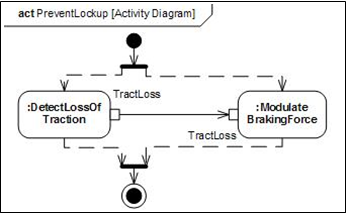 act PreventLockup [Activity Diagram]
TractLoss
:DetectLossOf
Traction
:Modulate
BrakingForce
TractLoss